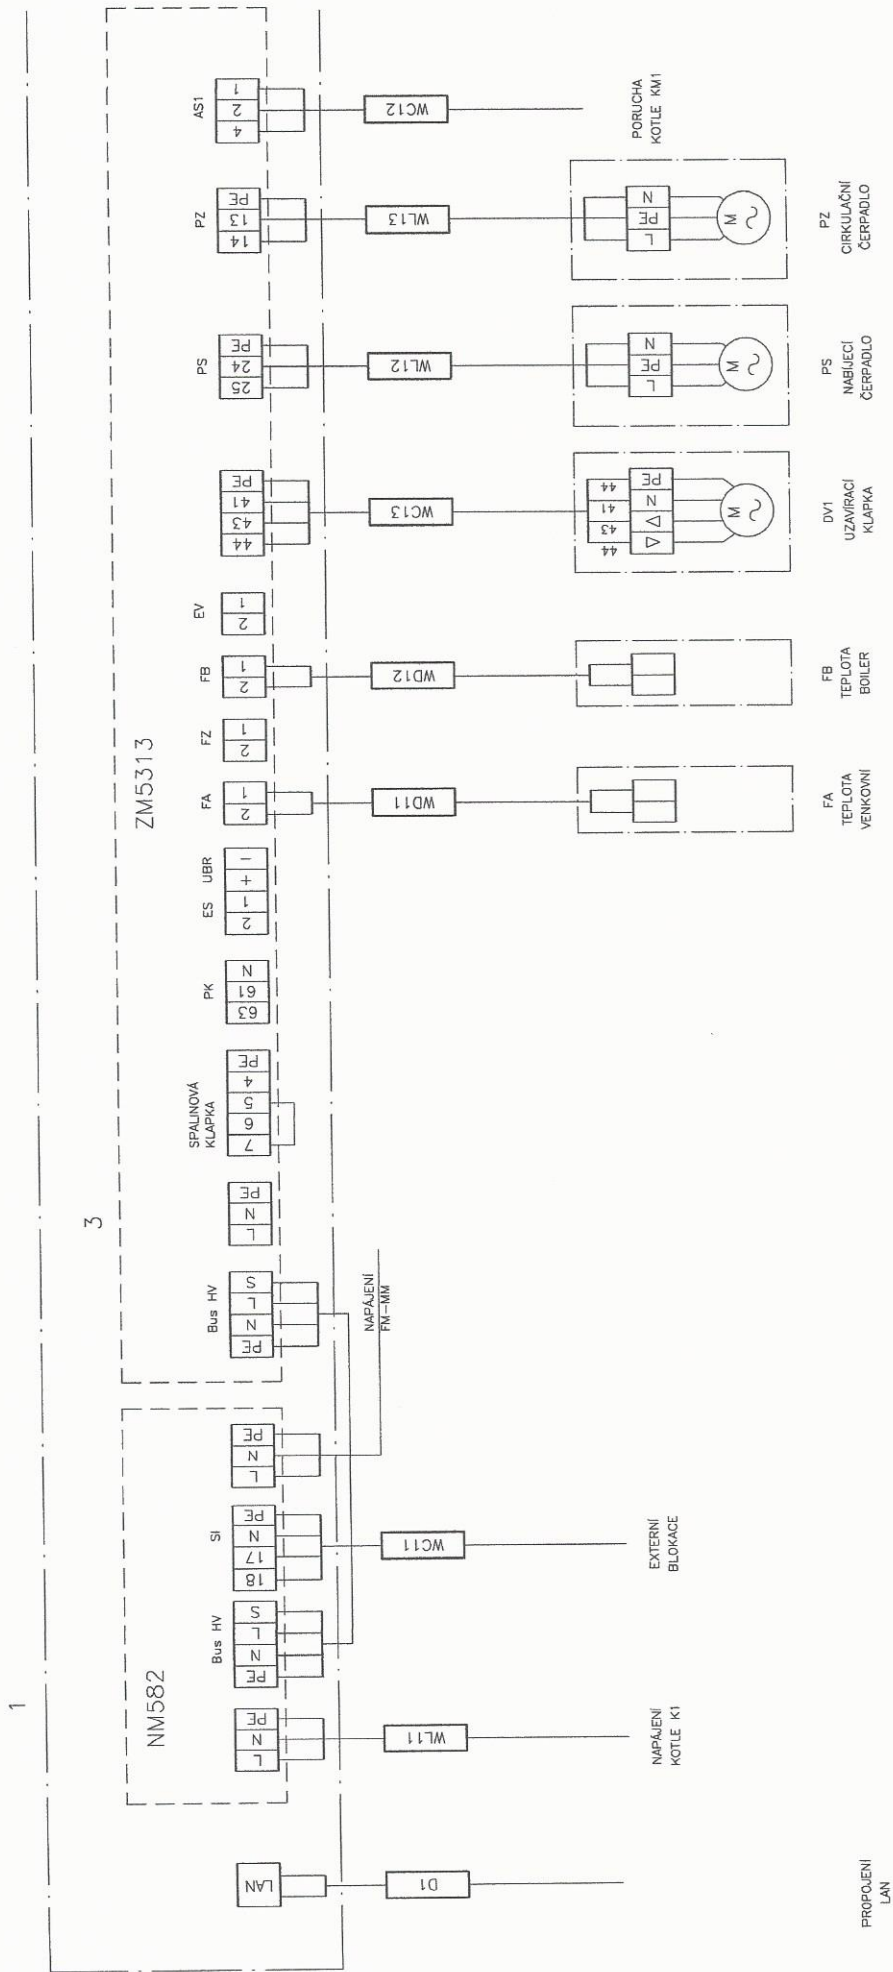 1
3
NM582
ZM5313
Bus HV
SI
Bus HV
SPALINOVÁ
KLAPKA
PK
ES UBR
FA
FZ
FB
EV
PS
PZ
AS1
LAN
L N PE
PE N L S
18 17 N PE
L N PE
PE N L S
L N PE
7 6 5 4 PE
63 61 N
2 1 + -
2 1
2 1
2 1
2 1
44 43 41 PE
25 24 PE
14 13 PE
4 2 1
NAPÁJENÍ
FM-MM
D1
WL11
WC11
WD11
WD12
WC13
WL12
WL13
WC12
44 43 41 44
▷ ▷ N PE
M
L PE N
M
L PE N
M
PROPOJENÍ
LAN
NAPÁJENÍ
KOTLE K1
EXTERNÍ
BLOKACE
FA
TEPLOTA
VENKOVNÍ
FB
TEPLOTA
BOILER
DV1
UZAVÍRACÍ
KLAPKA
PS
NABÍJECÍ
ČERPADLO
PZ
CIRKULAČNÍ
ČERPADLO
PORUCHA
KOTLE KM1